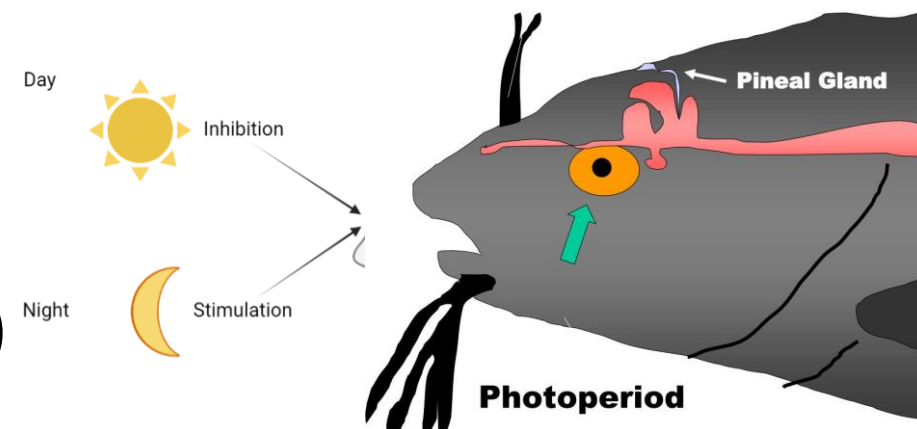 Day
Inhibition
Pineal Gland
Night
Stimulation
Photoperiod